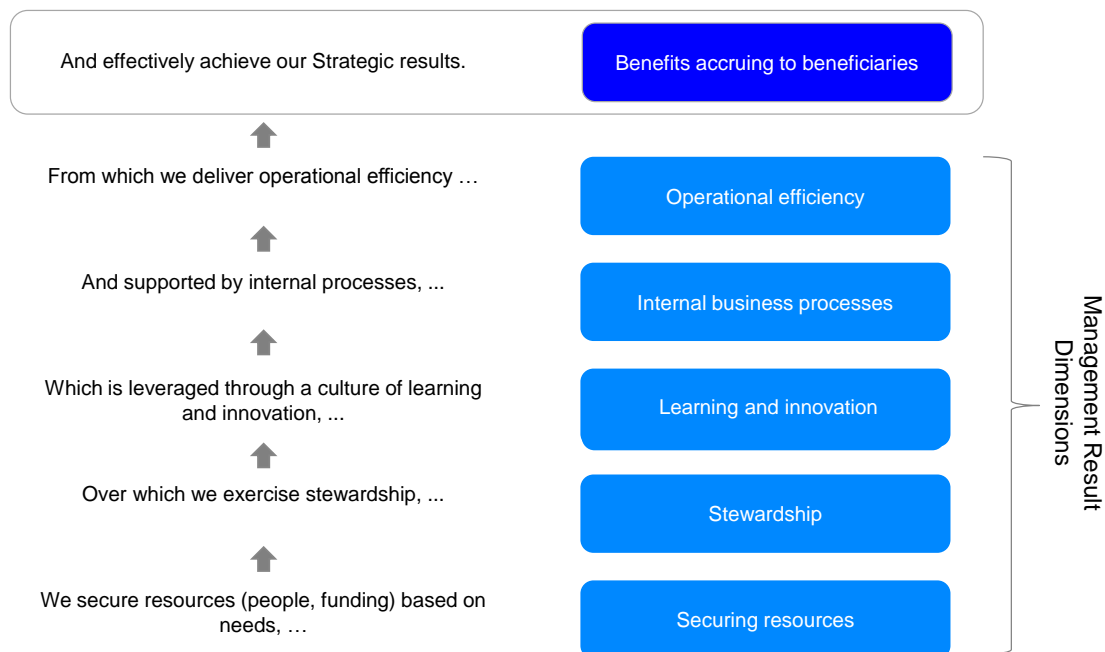 And effectively achieve our Strategic results.
Benefits accruing to beneficiaries
From which we deliver operational efficiency …
Operational efficiency
And supported by internal processes, ...
Internal business processes
Which is leveraged through a culture of learning
and innovation, ...
Learning and innovation
Over which we exercise stewardship, ...
Stewardship
We secure resources (people, funding) based on
needs, …
Securing resources
Management Result
Dimensions